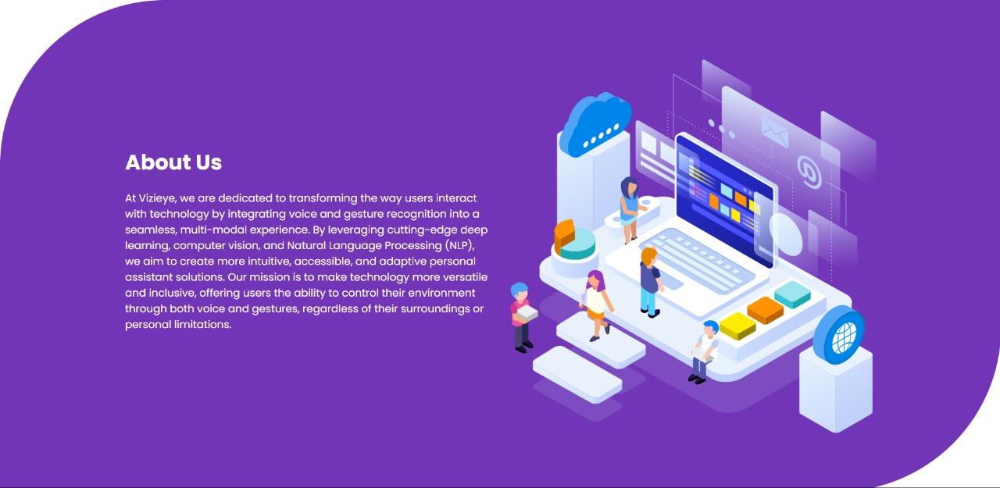 About Us
At Vizieye, we are dedicated to transforming the way users interact
with technology by integrating voice and gesture recognition into a
seamless, multi-modal experience. By leveraging cutting-edge deep
learning, computer vision, and Natural Language Processing (NLP),
we aim to create more intuitive, accessible, and adaptive personal
assistant solutions. Our mission is to make technology more versatile
and inclusive, offering users the ability to control their environment
through both voice and gestures, regardless of their surroundings or
personal limitations.